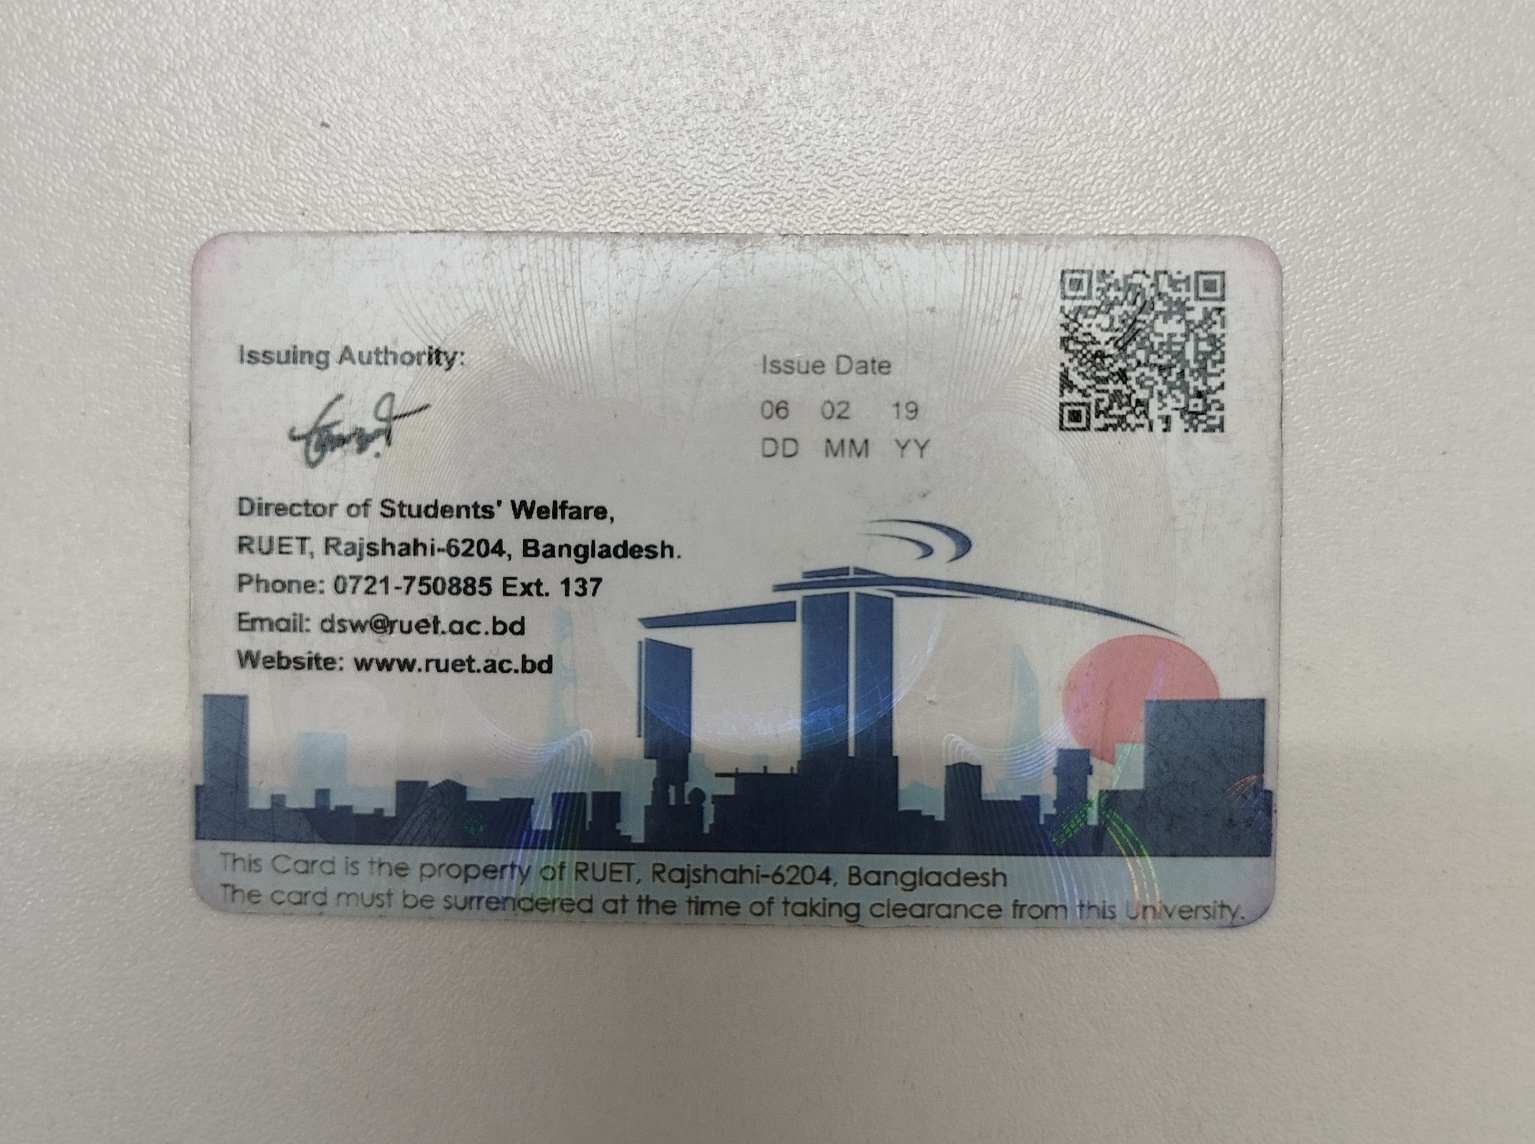 Issuing Authority:
Director of Students' Welfare,
RUET, Rajshahi-6204, Bangladesh.
Phone: 0721-750885 Ext. 137
Email: dsw@ruet.ac.bd
Website: www.ruet.ac.bd
Issue Date
06 02 19
DD MM YY
This Card is the property of RUET, Rajshahi-6204, Bangladesh
The card must be surrendered at the time of taking clearance from this University.